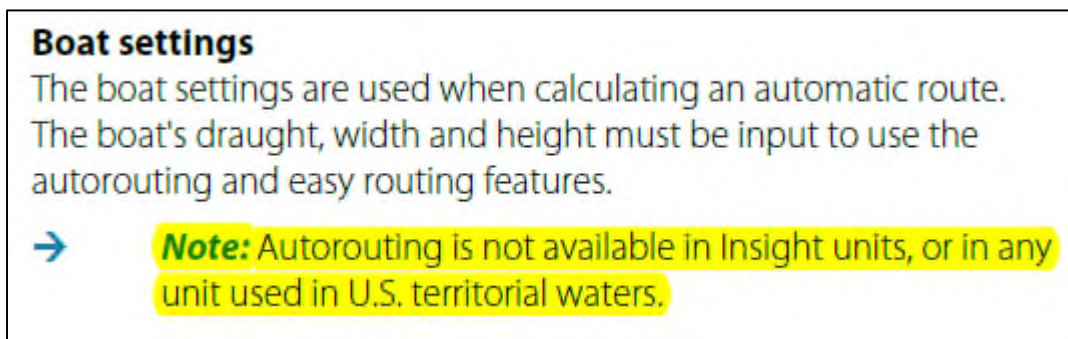 Boat settings
The boat settings are used when calculating an automatic route.
The boat's draught, width and height must be input to use the
autorouting and easy routing features.
→ Note: Autorouting is not available in Insight units, or in any
unit used in U.S. territorial waters.